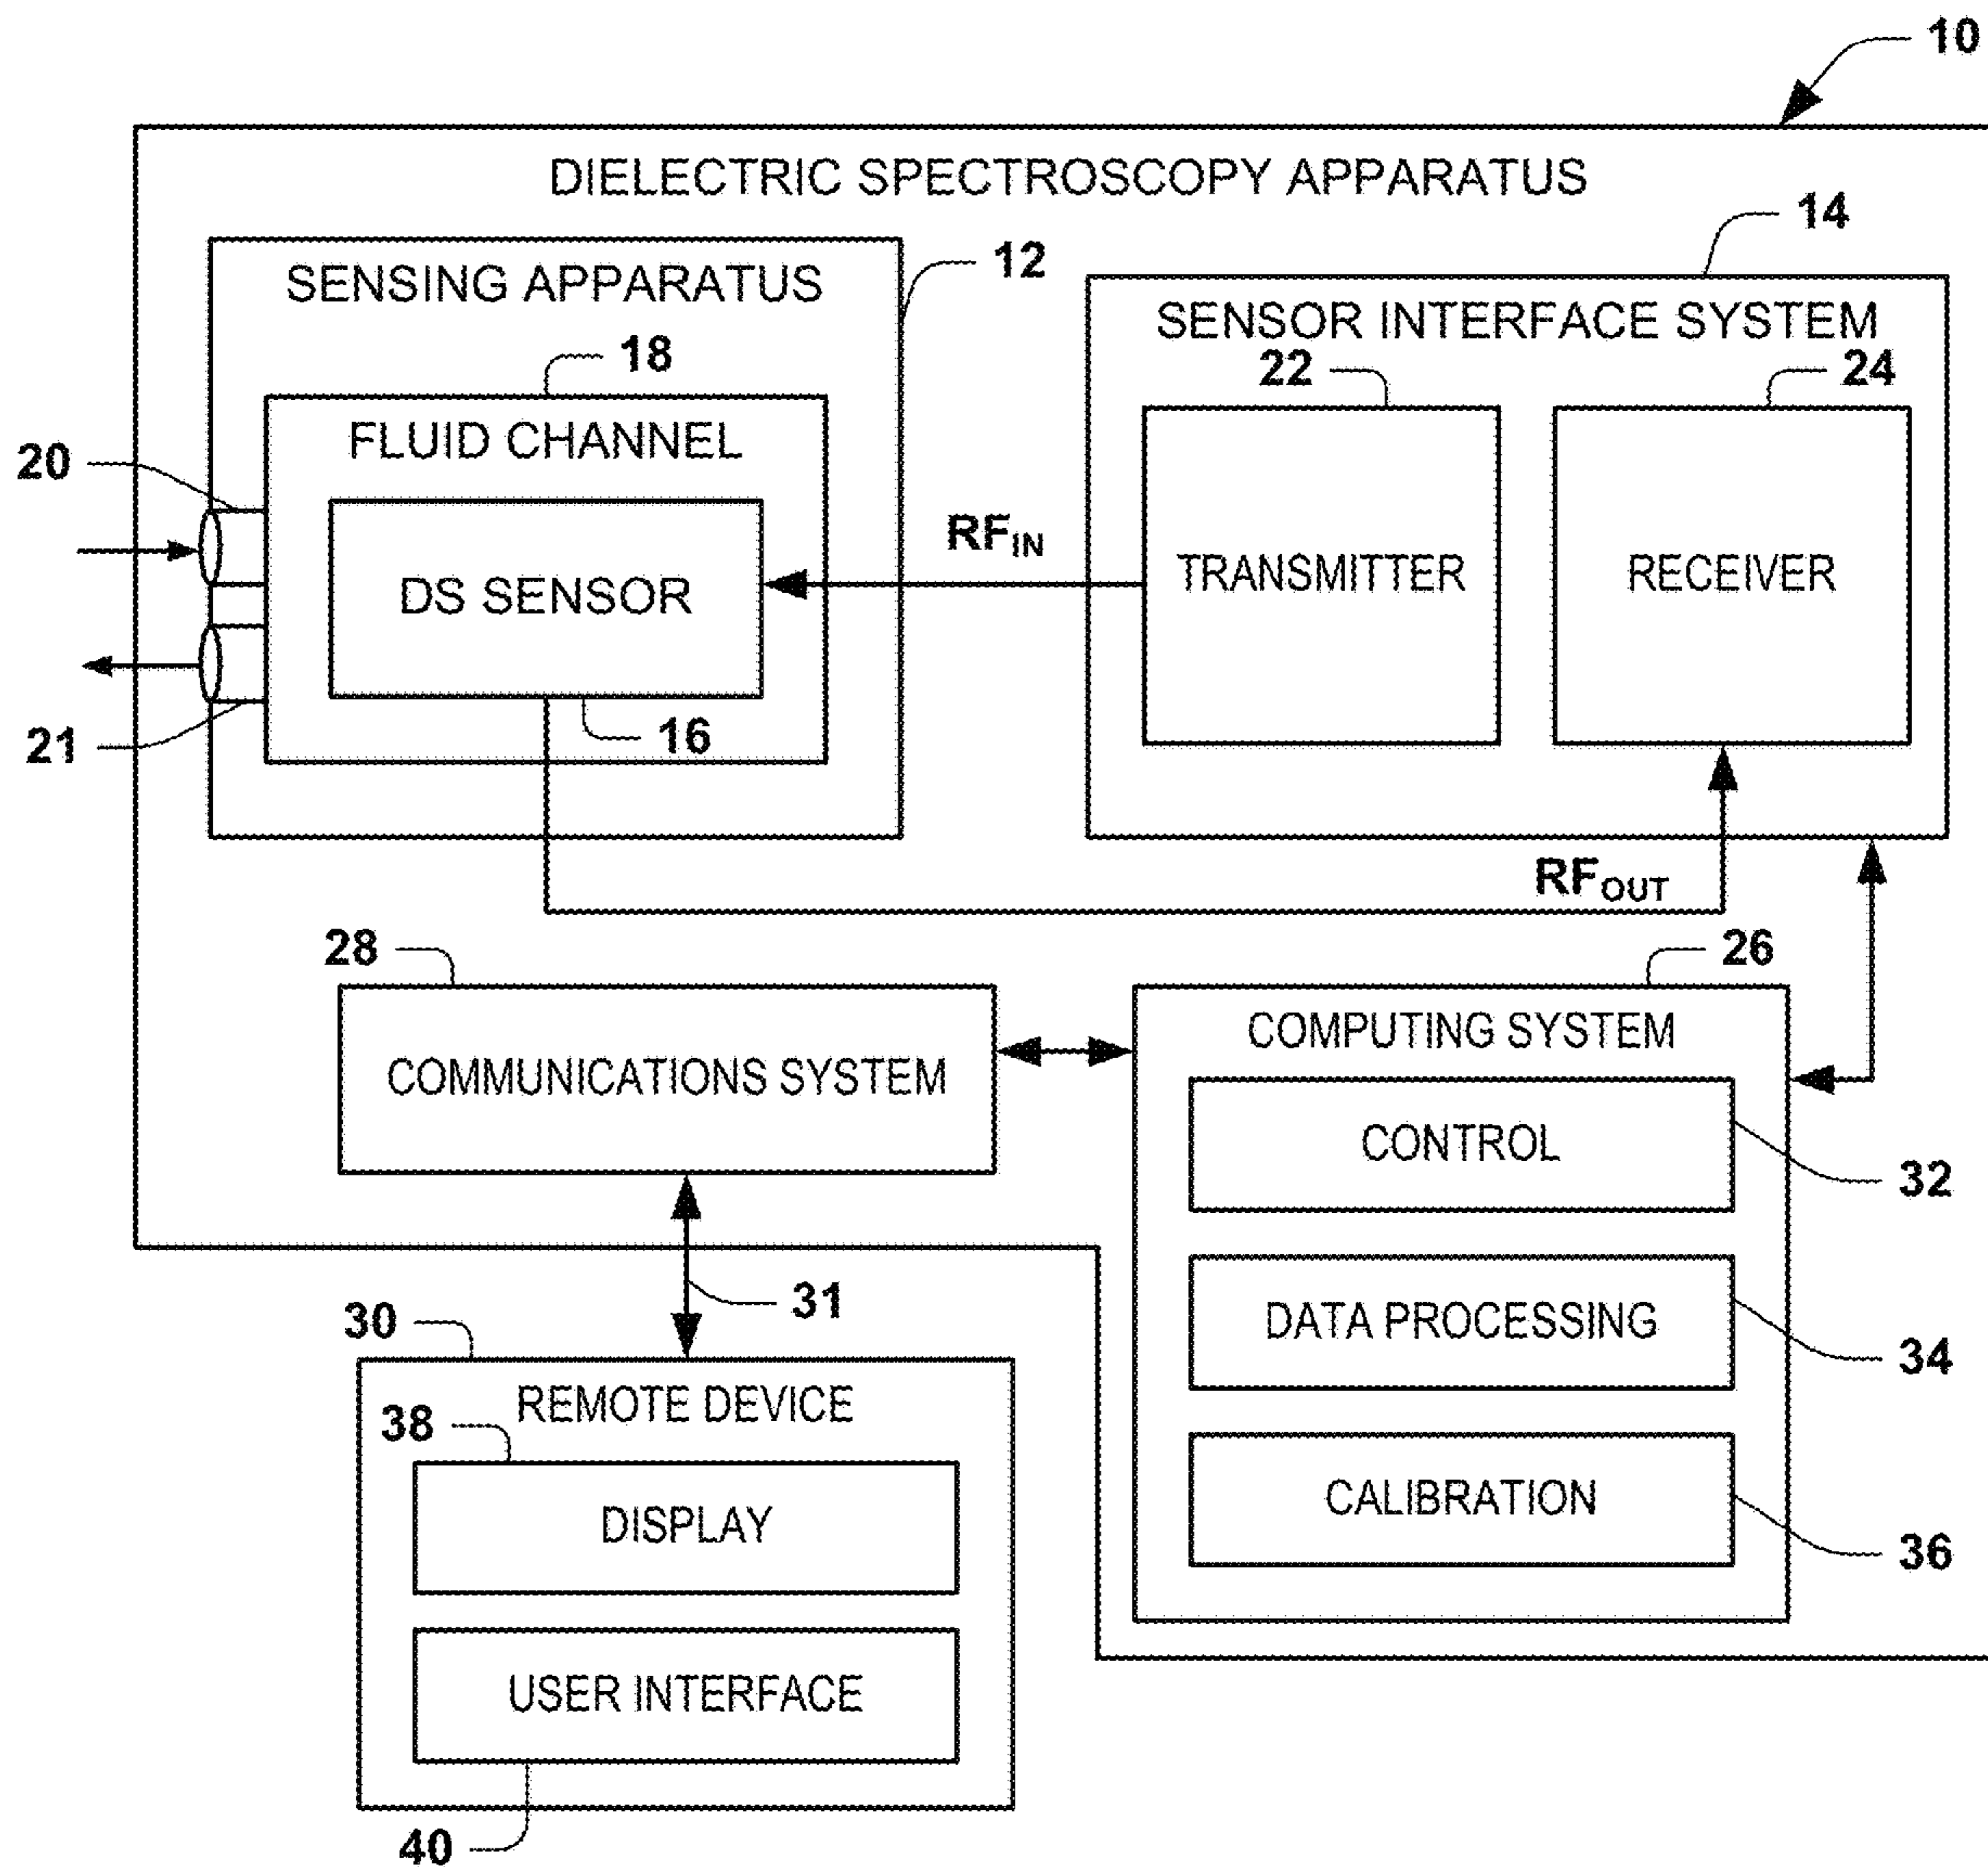 10
DIELECTRIC SPECTROSCOPY APPARATUS
14
SENSING APPARATUS
12
SENSOR INTERFACE SYSTEM
18
22
24
FLUID CHANNEL
20
RF_IN
DS SENSOR
TRANSMITTER
RECEIVER
16
21
RF_OUT
28
26
COMPUTING SYSTEM
COMMUNICATIONS SYSTEM
CONTROL
32
31
30
DATA PROCESSING
34
REMOTE DEVICE
38
CALIBRATION
DISPLAY
36
USER INTERFACE
40